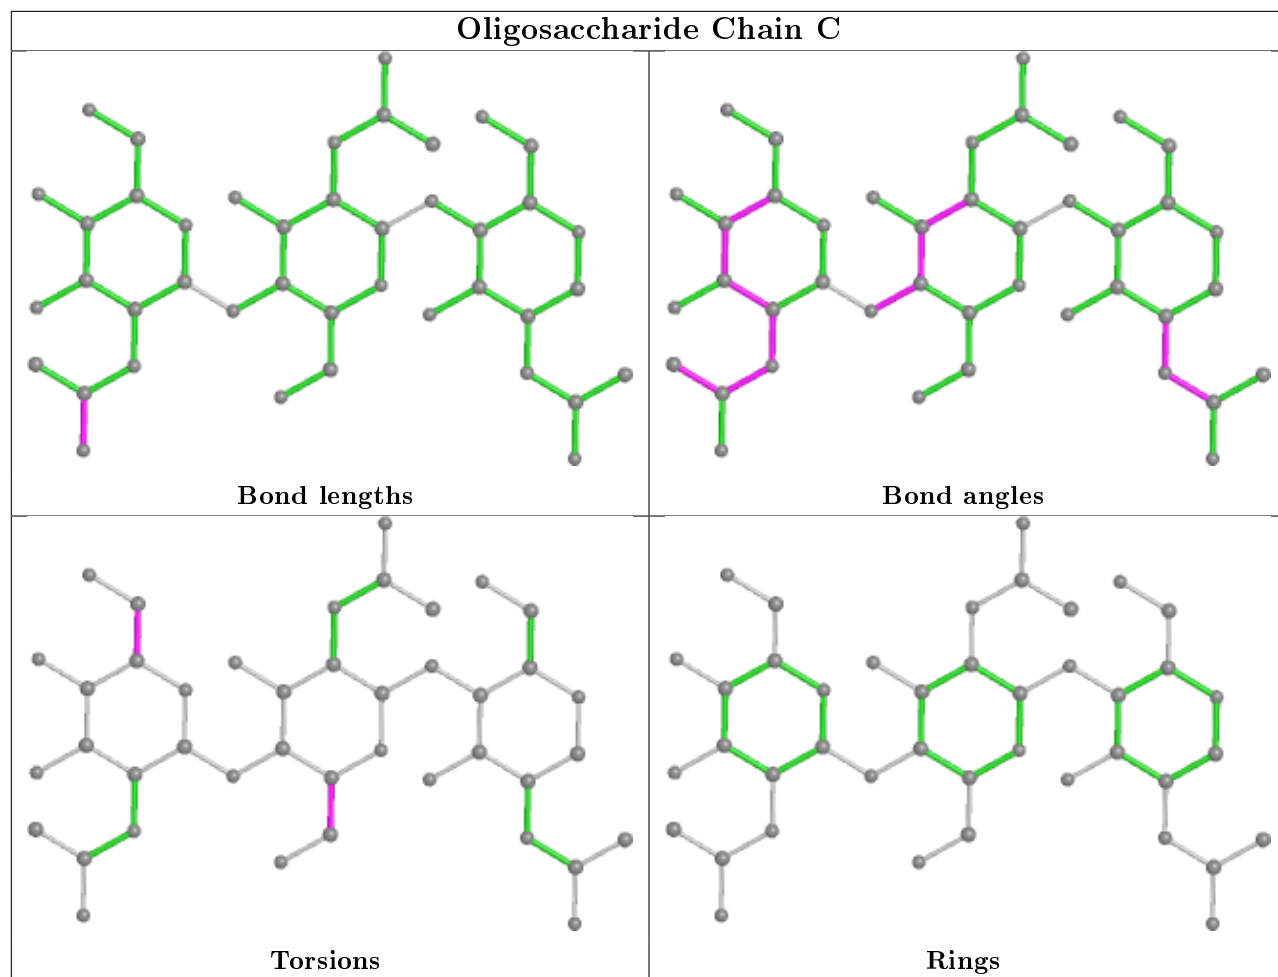 Oligosaccharide Chain C
Bond lengths
Bond angles
Torsions
Rings